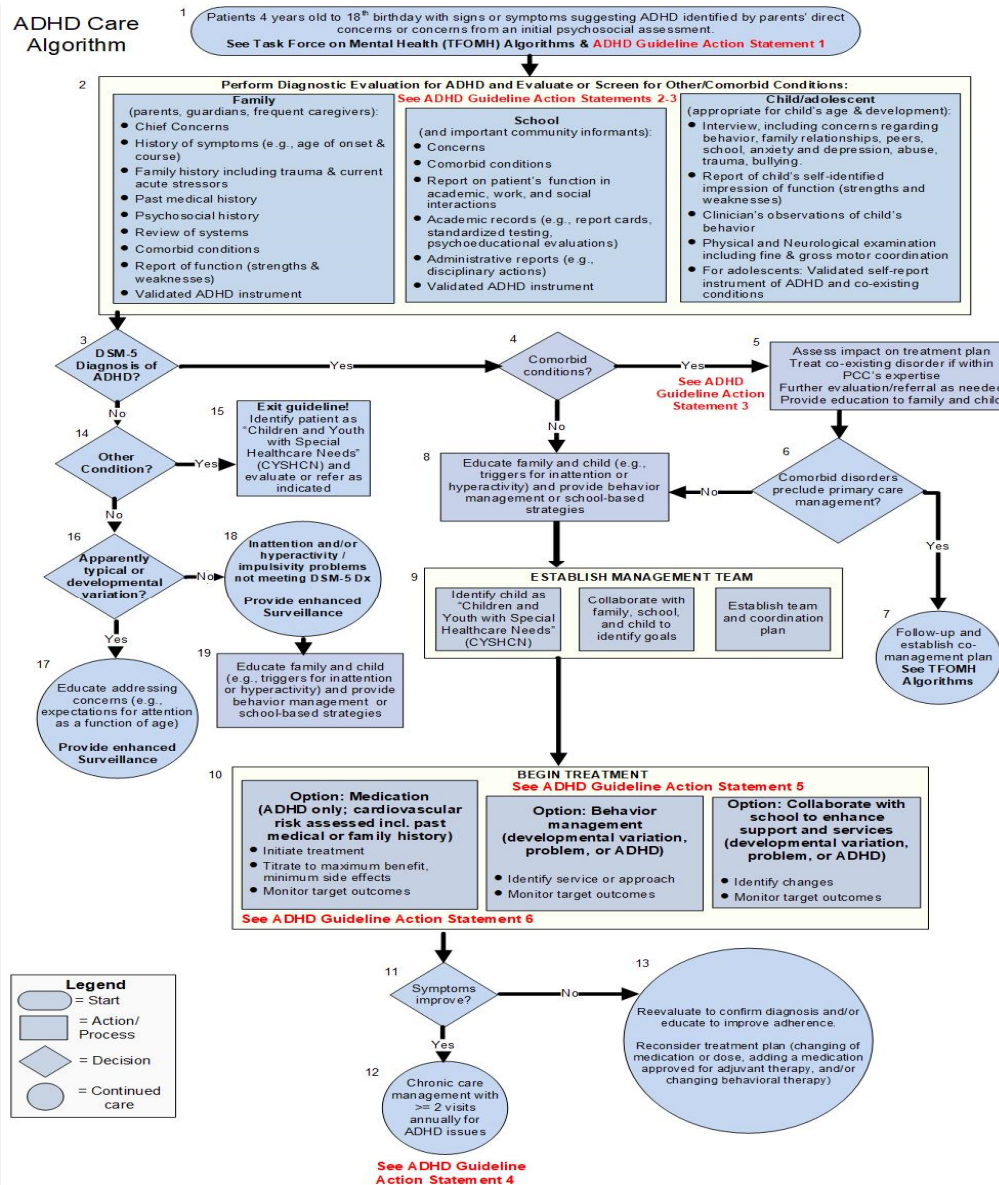 ADHD Care
Algorithm
1
Patients 4 years old to 18th birthday with signs or symptoms suggesting ADHD identified by parents' direct
concerns or concerns from an initial psychosocial assessment.
See Task Force on Mental Health (TFOMH) Algorithms & ADHD Guideline Action Statement 1
2
Perform Diagnostic Evaluation for ADHD and Evaluate or Screen for Other/Comorbid Conditions:
See ADHD Guideline Action Statements 2-3
Family
(parents, guardians, frequent caregivers):
• Chief Concerns
• History of symptoms (e.g., age of onset &
course)
• Family history including trauma & current
acute stressors
• Past medical history
• Psychosocial history
• Review of systems
• Comorbid conditions
• Report of function (strengths &
weaknesses)
• Validated ADHD instrument
School
(and important community informants):
• Concerns
• Comorbid conditions
• Report on patient's function in
academic, work, and social
interactions
• Academic records (e.g., report cards,
standardized testing,
psychoeducational evaluations)
• Administrative reports (e.g.,
disciplinary actions)
• Validated ADHD instrument
Child/adolescent
(appropriate for child's age & development):
• Interview, including concerns regarding
behavior, family relationships, peers,
school, anxiety and depression, abuse,
trauma, bullying.
• Report of child's self-identified
impression of function (strengths and
weaknesses)
• Clinician's observations of child's
behavior
• Physical and Neurological examination
including fine & gross motor coordination
• For adolescents: Validated self-report
instrument of ADHD and co-existing
conditions
3
DSM-5
Diagnosis of
ADHD?
Yes
No
4
Comorbid
conditions?
Yes
See ADHD
Guideline Action
Statement 3
No
5
Assess impact on treatment plan
Treat co-existing disorder if within
PCC's expertise
Further evaluation/referral as needed
Provide education to family and child
6
Comorbid disorders
preclude primary care
management?
No
Yes
7
Follow-up and
establish co-
management plan
See TFOMH
Algorithms
8
Educate family and child (e.g.,
triggers for inattention or
hyperactivity) and provide behavior
management or school-based
strategies
14
Other
Condition?
Yes
No
15
Exit guideline!
Identify patient as
"Children and Youth
with Special
Healthcare Needs"
(CYSHCN) and
evaluate or refer as
indicated
16
Apparently
typical or
developmental
variation?
No
Yes
17
Educate addressing
concerns (e.g.,
expectations for attention
as a function of age)
Provide enhanced
Surveillance
18
Inattention and/or
hyperactivity /
impulsivity problems
not meeting DSM-5 Dx
Provide enhanced
Surveillance
19
Educate family and child
(e.g., triggers for inattention
or hyperactivity) and provide
behavior management or
school-based strategies
9
ESTABLISH MANAGEMENT TEAM
Identify child as
"Children and
Youth with Special
Healthcare Needs"
(CYSHCN)
Collaborate with
family, school,
and child to
identify goals
Establish team
and coordination
plan
10
BEGIN TREATMENT
See ADHD Guideline Action Statement 5
Option: Medication
(ADHD only; cardiovascular
risk assessed incl. past
medical or family history)
• Initiate treatment
• Titrate to maximum benefit,
minimum side effects
• Monitor target outcomes
Option: Behavior
management
(developmental variation,
problem, or ADHD)
• Identify service or approach
• Monitor target outcomes
Option: Collaborate with
school to enhance
support and services
(developmental variation,
problem, or ADHD)
• Identify changes
• Monitor target outcomes
See ADHD Guideline Action Statement 6
11
Symptoms
improve?
No
Yes
12
Chronic care
management with
>= 2 visits
annually for
ADHD issues
See ADHD Guideline
Action Statement 4
13
Reevaluate to confirm diagnosis and/or
educate to improve adherence.
Reconsider treatment plan (changing of
medication or dose, adding a medication
approved for adjuvant therapy, and/or
changing behavioral therapy)
Legend
= Start
= Action/
Process
= Decision
= Continued
care